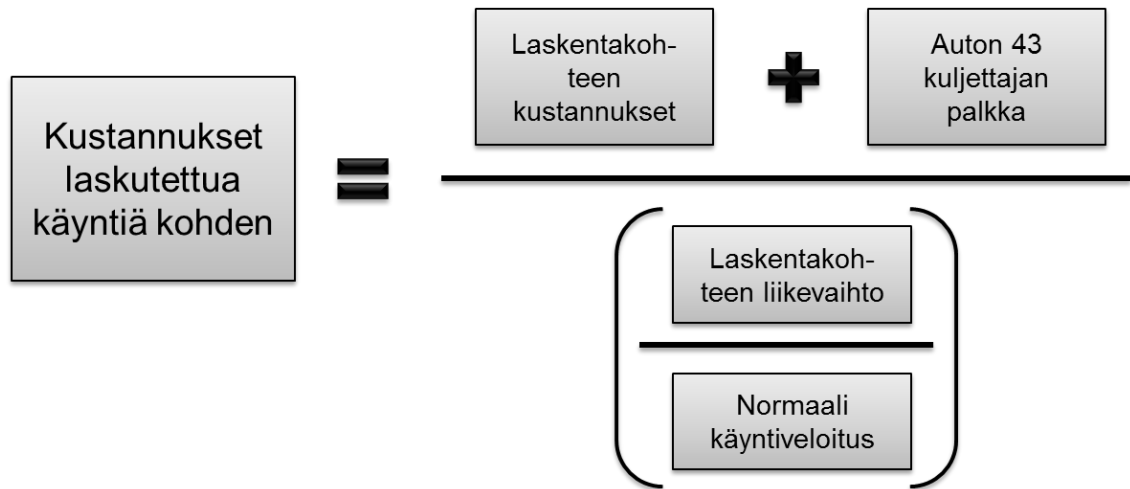 Kustannukset
laskutettua
käyntiä kohden
=
Laskentakoh-
teen
kustannukset
+
Auton 43
kuljettajan
palkka
Laskentakoh-
teen liikevaihto
Normaali
käyntiveloitus